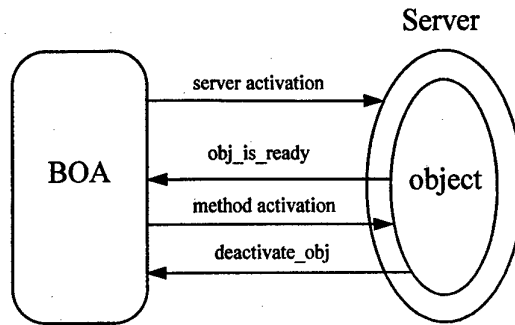 Server
server activation
obj_is_ready
BOA
object
method activation
deactivate_obj